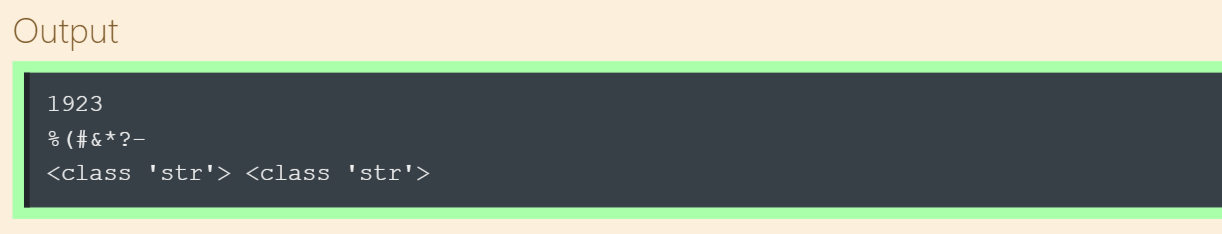 Output
1923
%(#&*?-
<class 'str'> <class 'str'>